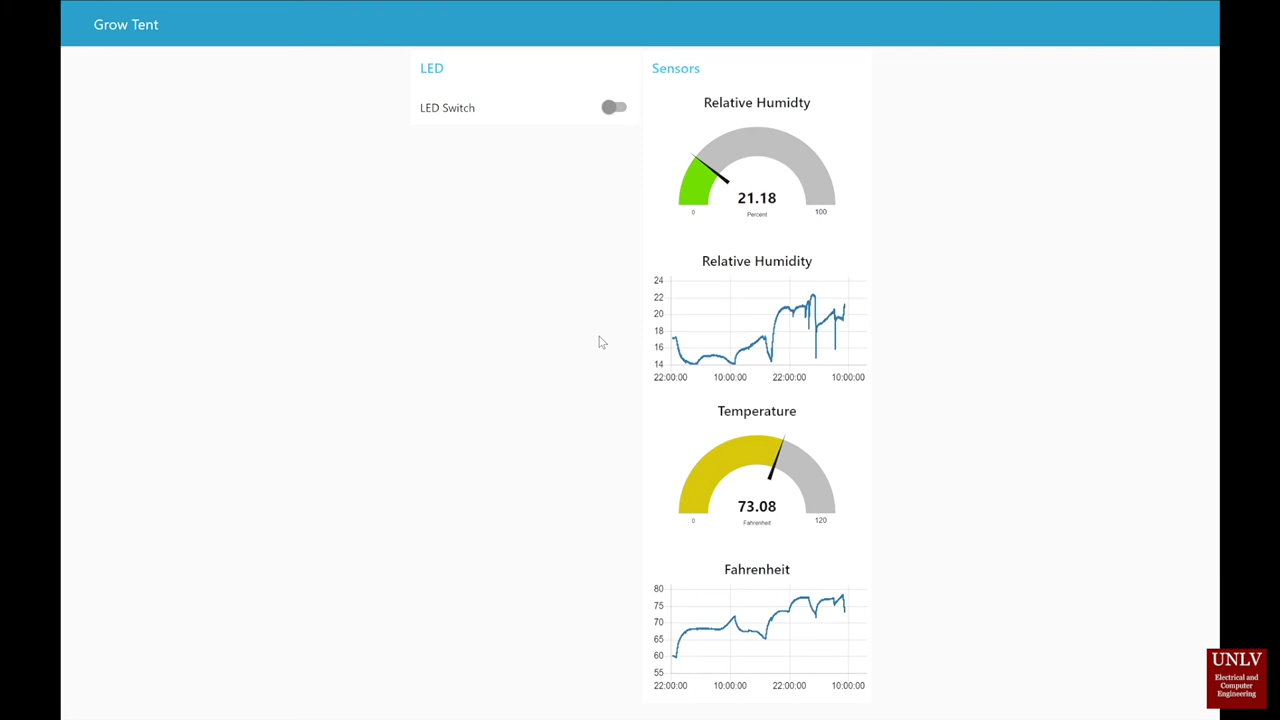 Grow Tent
LED
LED Switch
Sensors
Relative Humidty
21.18
Percent
0
100
Relative Humidity
24
22
20
18
16
14
22:00:00 10:00:00 22:00:00 10:00:00
Temperature
73.08
Fahrenheit
0
120
Fahrenheit
80
75
70
65
60
55
22:00:00 10:00:00 22:00:00 10:00:00
UNLV
Electrical and
Computer
Engineering